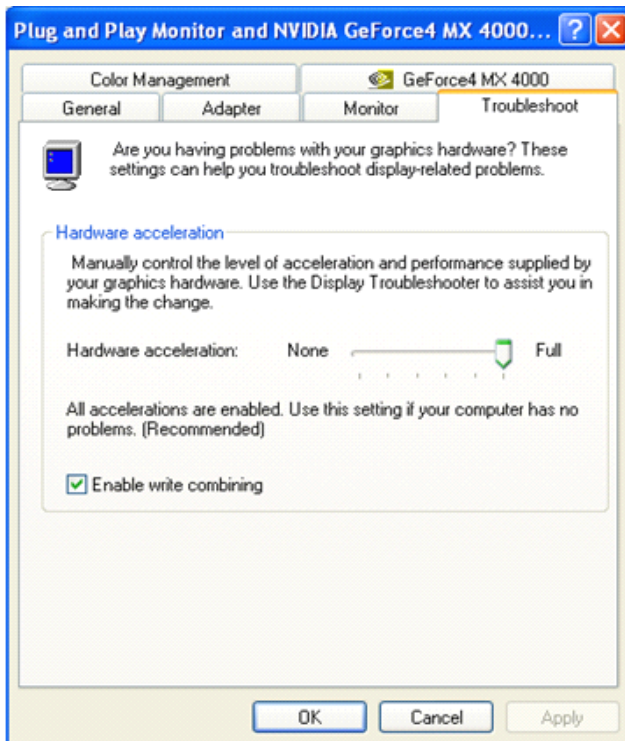 Plug and Play Monitor and NVIDIA GeForce4 MX 4000...
Color Management
GeForce4 MX 4000
General
Adapter
Monitor
Troubleshoot
Are you having problems with your graphics hardware? These
settings can help you troubleshoot display-related problems.
Hardware acceleration
Manually control the level of acceleration and performance supplied by
your graphics hardware. Use the Display Troubleshooter to assist you in
making the change.
Hardware acceleration:
None
Full
All accelerations are enabled. Use this setting if your computer has no
problems. (Recommended)
Enable write combining
OK
Cancel
Apply